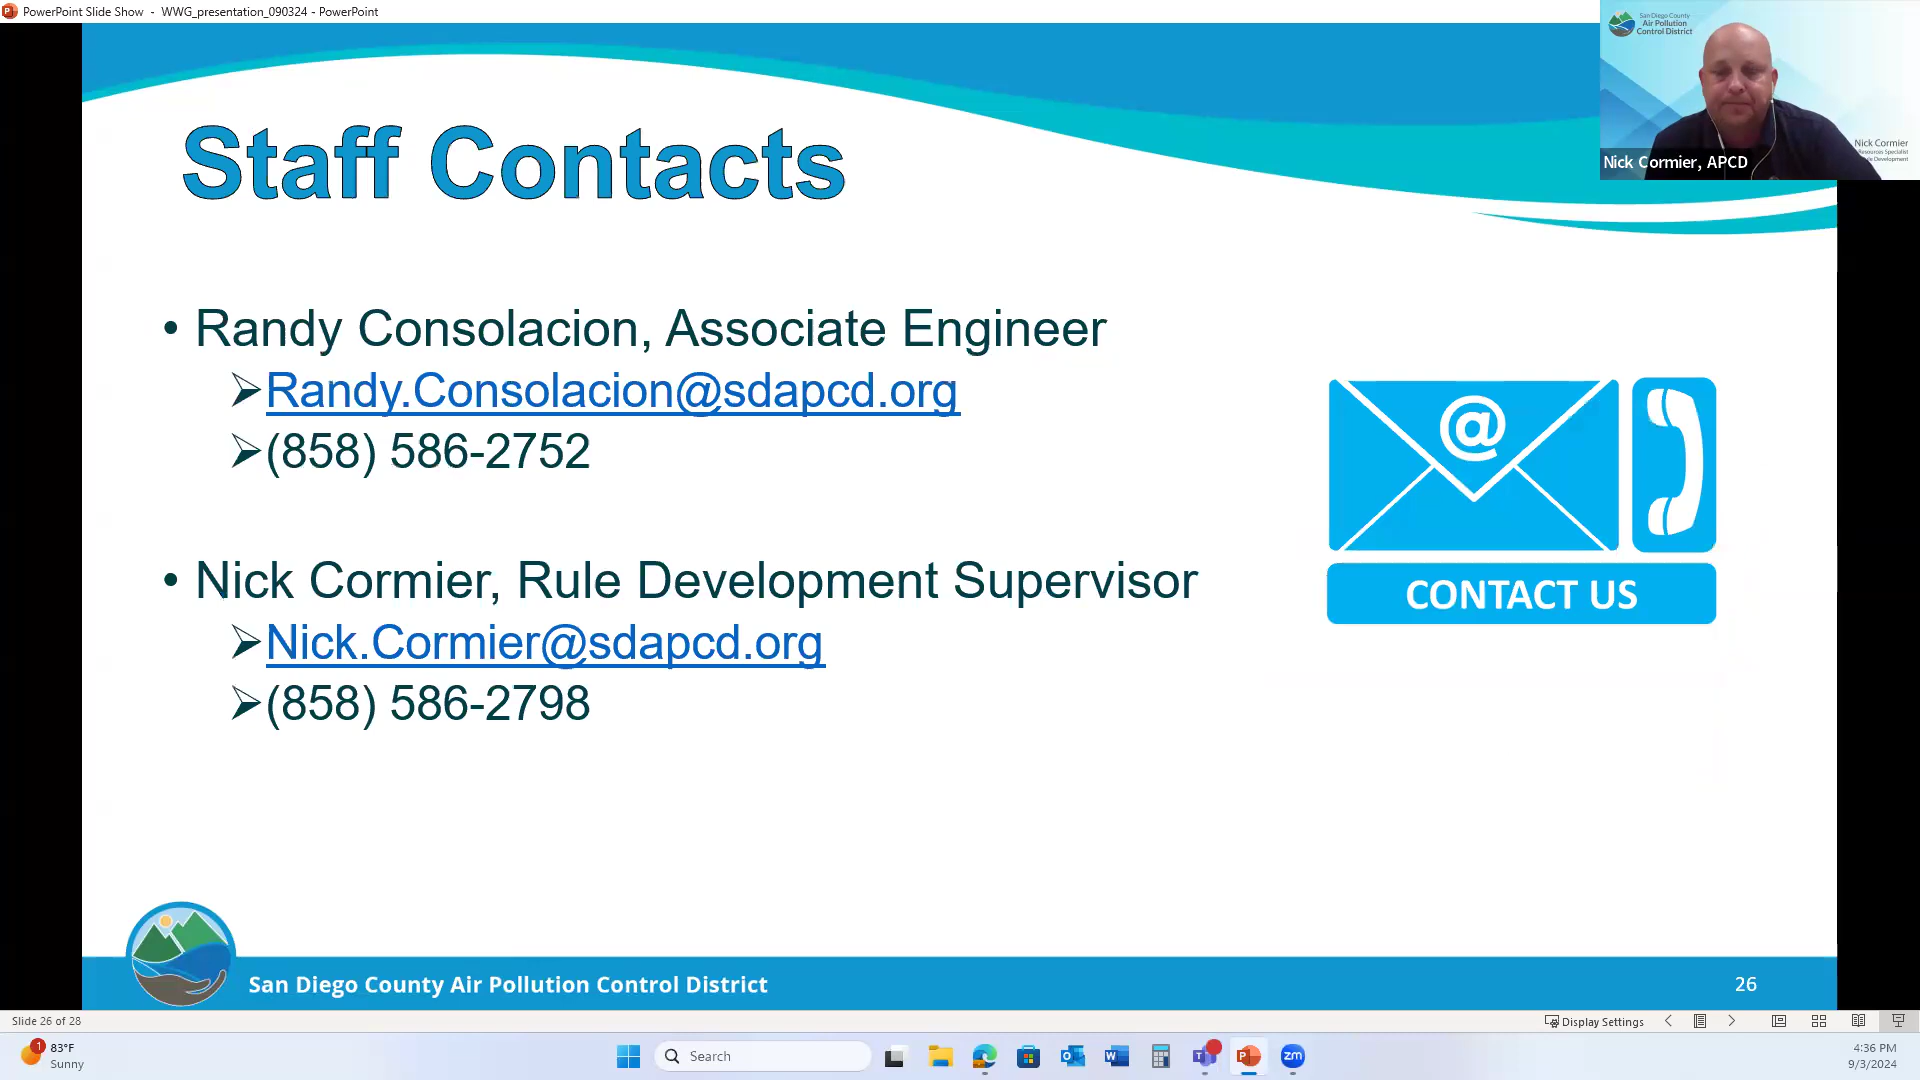 PowerPoint Slide Show - WWG_presentation_090324 - PowerPoint
San Diego County
Air Pollution
Control District
Nick Cormier
Nick Cormier, APCD
Staff Contacts
• Randy Consolacion, Associate Engineer
➢Randy.Consolacion@sdapcd.org
➢(858) 586-2752
• Nick Cormier, Rule Development Supervisor
➢Nick.Cormier@sdapcd.org
➢(858) 586-2798
@
CONTACT US
San Diego County Air Pollution Control District
26
Slide 26 of 28
Display Settings
1
83°F
Sunny
Search
zm
4:36 PM
9/3/2024